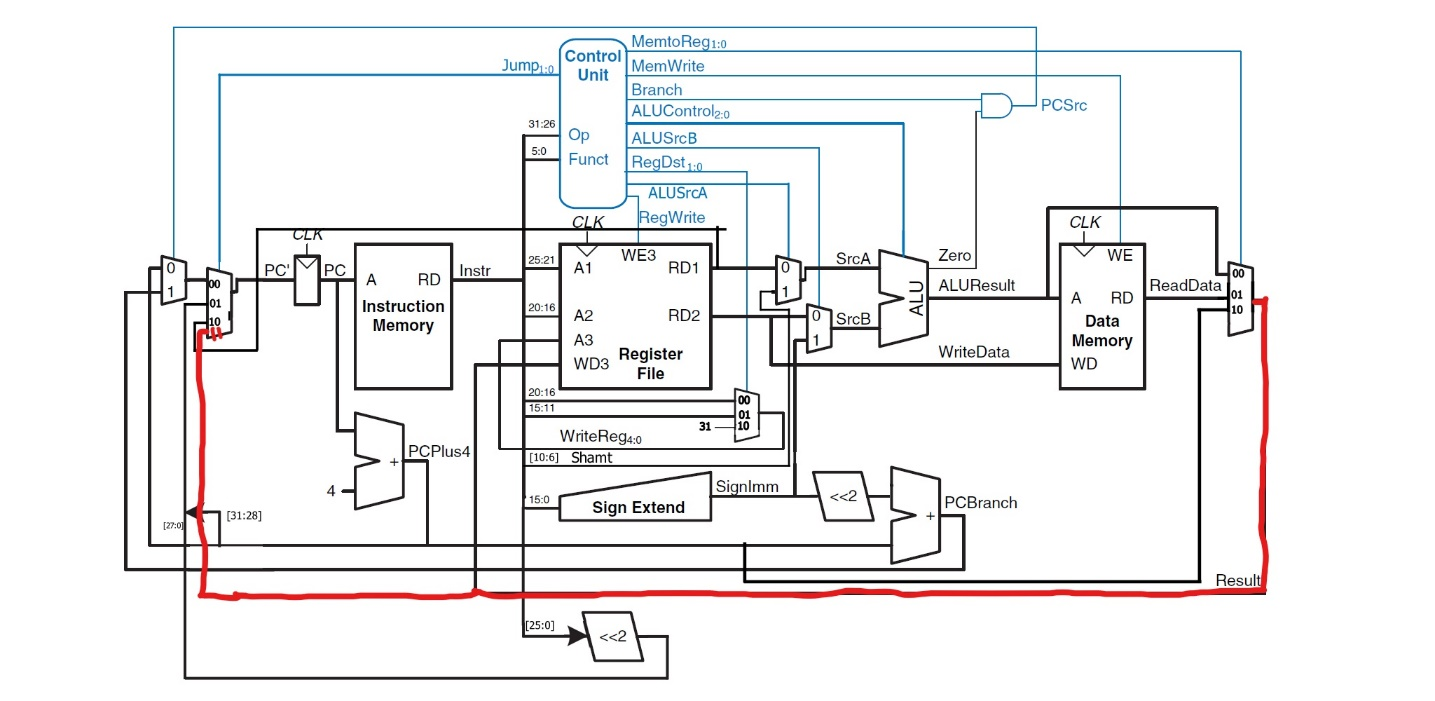 MemtoReg1:0
Control
Unit
Jump1:0
MemWrite
Branch
PCSrc
ALUControl2:0
31:26
Op
ALUSrcB
5:0
Funct
RegDst1:0
ALUSrcA
RegWrite
CLK
CLK
CLK
0
1
00
01
10
11
PC'
PC
A
RD
Instruction
Memory
Instr
25:21
A1
WE3
RD1
20:16
A2
RD2
A3
WD3
Register
File
0
1
0
1
SrcA
SrcB
ALU
Zero
ALUResult
WriteData
WE
A
RD
Data
Memory
WD
ReadData
00
01
10
20:16
15:11
31
00
01
10
WriteReg4:0
[10:6] Shamt
PCPlus4
4
+
15:0
Sign Extend
SignImm
<<2
+
PCBranch
[27:0]
[31:28]
Result
[25:0]
<<2